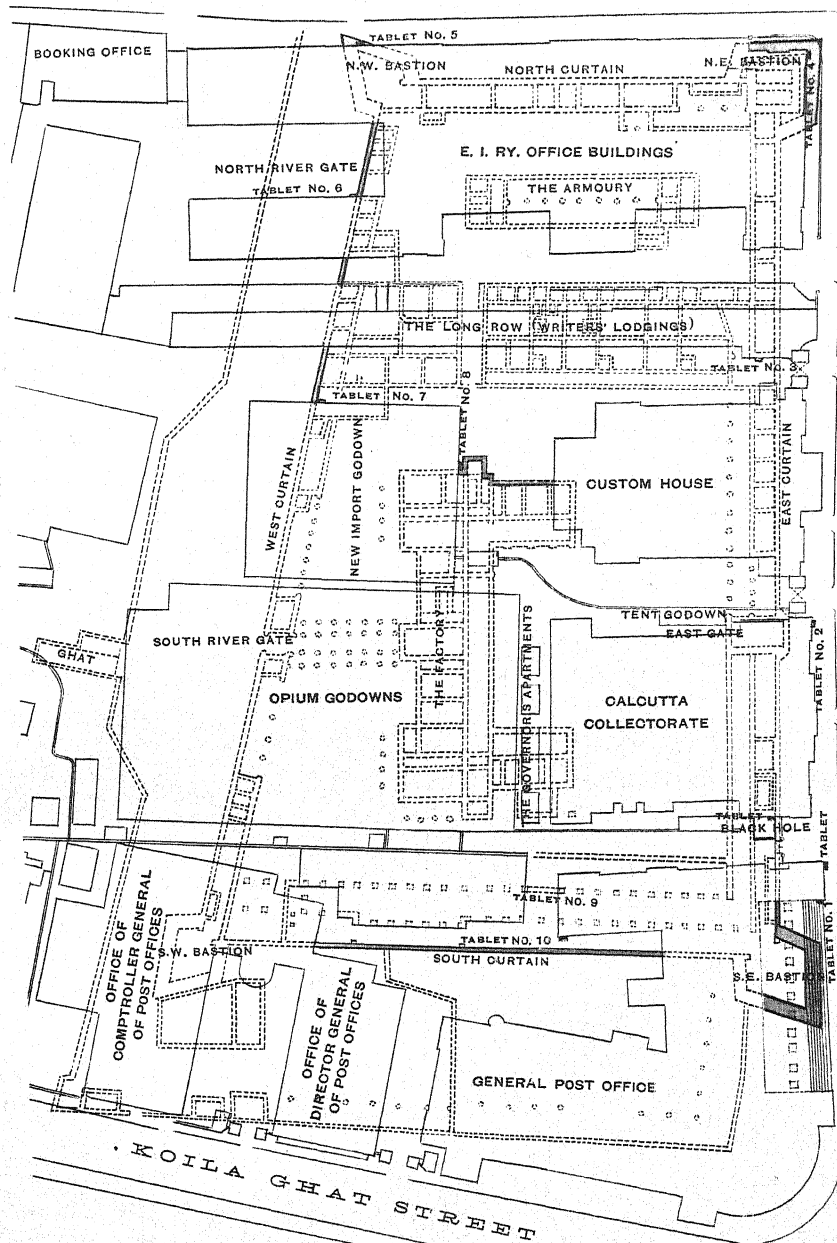 TABLET No. 5
BOOKING OFFICE
N.W. BASTION
NORTH CURTAIN
N.E. BASTION
TABLET No. 4
E. I. RY. OFFICE BUILDINGS
NORTH RIVER GATE
TABLET No. 6
THE ARMOURY
THE LONG ROW (WRITERS' LODGINGS)
TABLET No. 3
TABLET No. 7
TABLET No. 8
WEST CURTAIN
NEW IMPORT GODOWN
CUSTOM HOUSE
EAST CURTAIN
TENT GODOWN
EAST GATE
SOUTH RIVER GATE
GHAT
OPIUM GODOWNS
THE FACTORY
THE GOVERNOR'S APARTMENTS
CALCUTTA
COLLECTORATE
TABLET No. 2
TABLET
BLACK HOLE
TABLET
TABLET No. 9
TABLET No. 10
SOUTH CURTAIN
TABLET No. 1
S.E. BASTION
S.W. BASTION
OFFICE OF
COMPTROLLER GENERAL
OF POST OFFICES
OFFICE OF
DIRECTOR GENERAL
OF POST OFFICES
GENERAL POST OFFICE
KOILA GHAT STREET